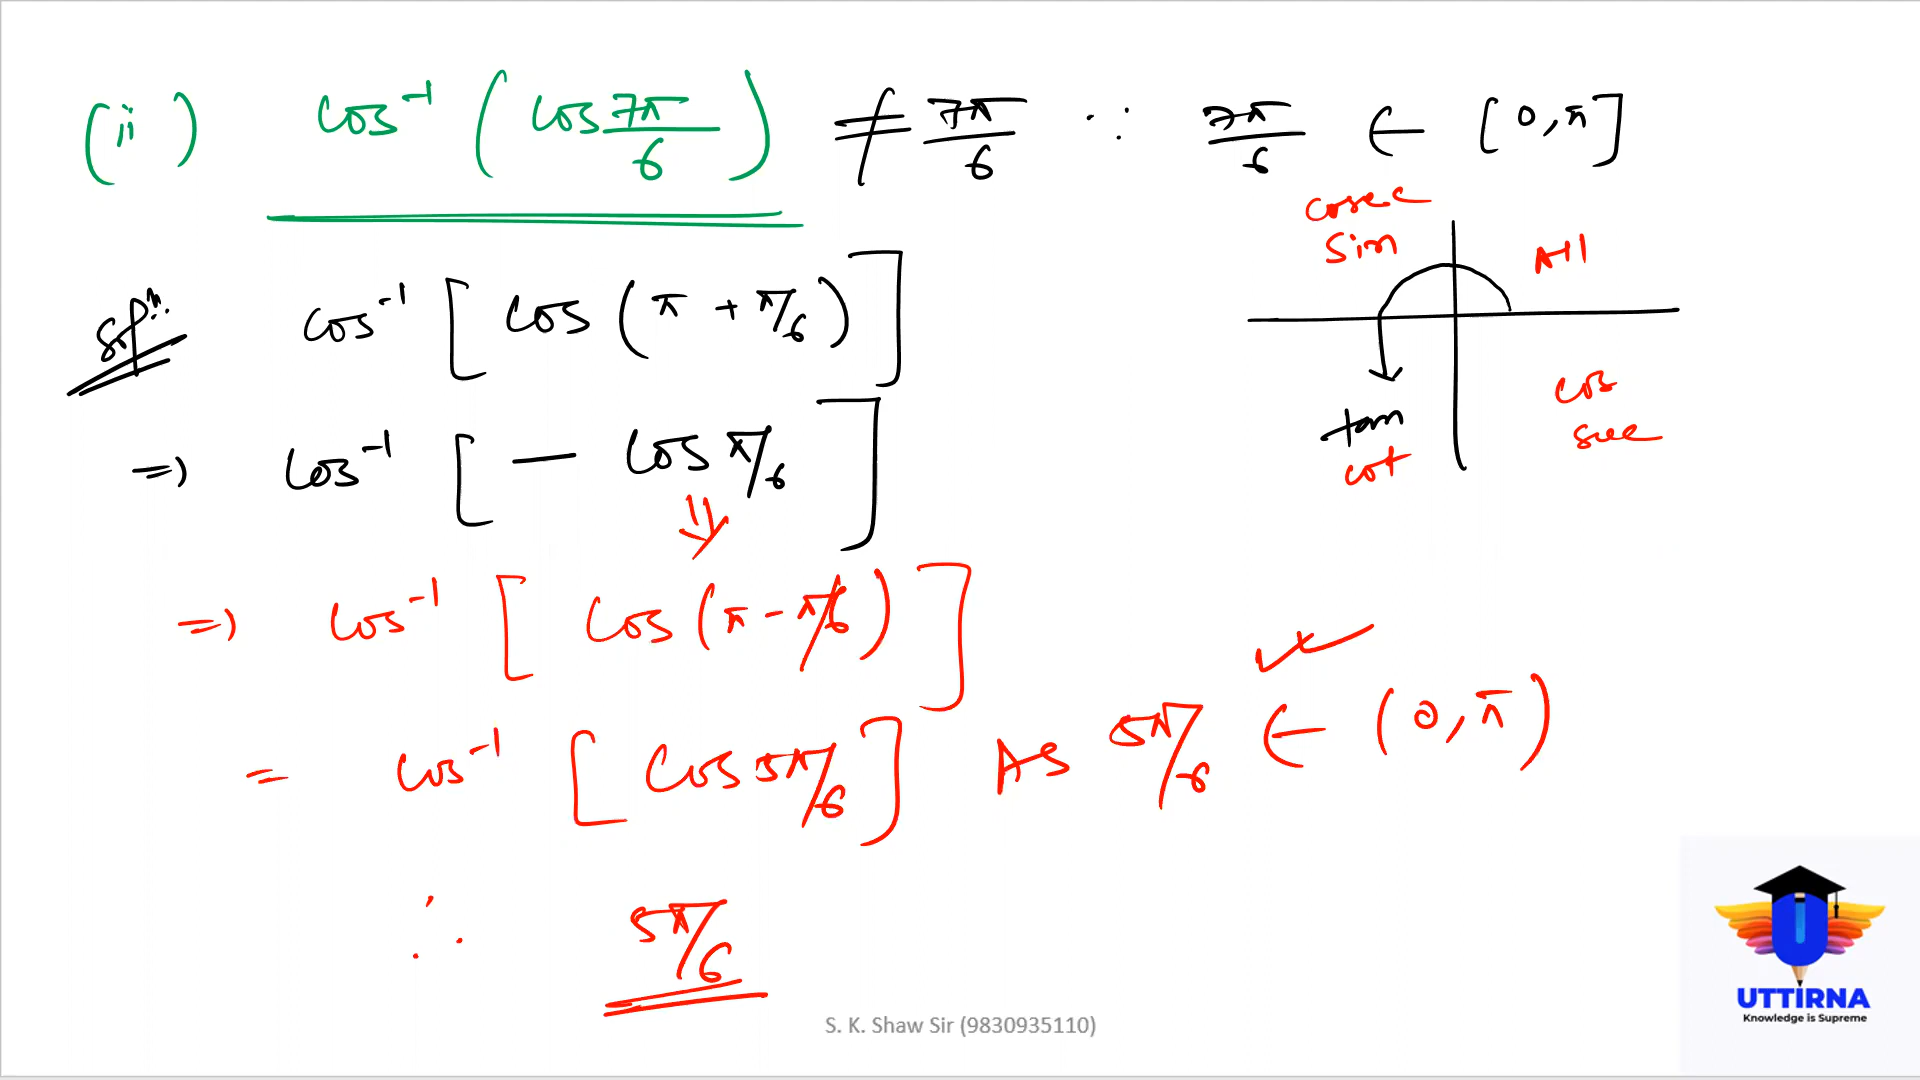 (ii) cos⁻¹ (cos 7π/6) ≠ 7π/6 ∵ 7π/6 ∈ [0, π]
cosec
sin
All
Solⁿ: cos⁻¹ [cos (π + π/6)]
cos
sec
tan
cot
⇒ cos⁻¹ [− cos π/6]
⇒ cos⁻¹ [cos (π − π/6)]
= cos⁻¹ [cos 5π/6] As 5π/6 ∈ (0, π)
∴ 5π/6
S. K. Shaw Sir (9830935110)
UTTIRNA
Knowledge is Supreme